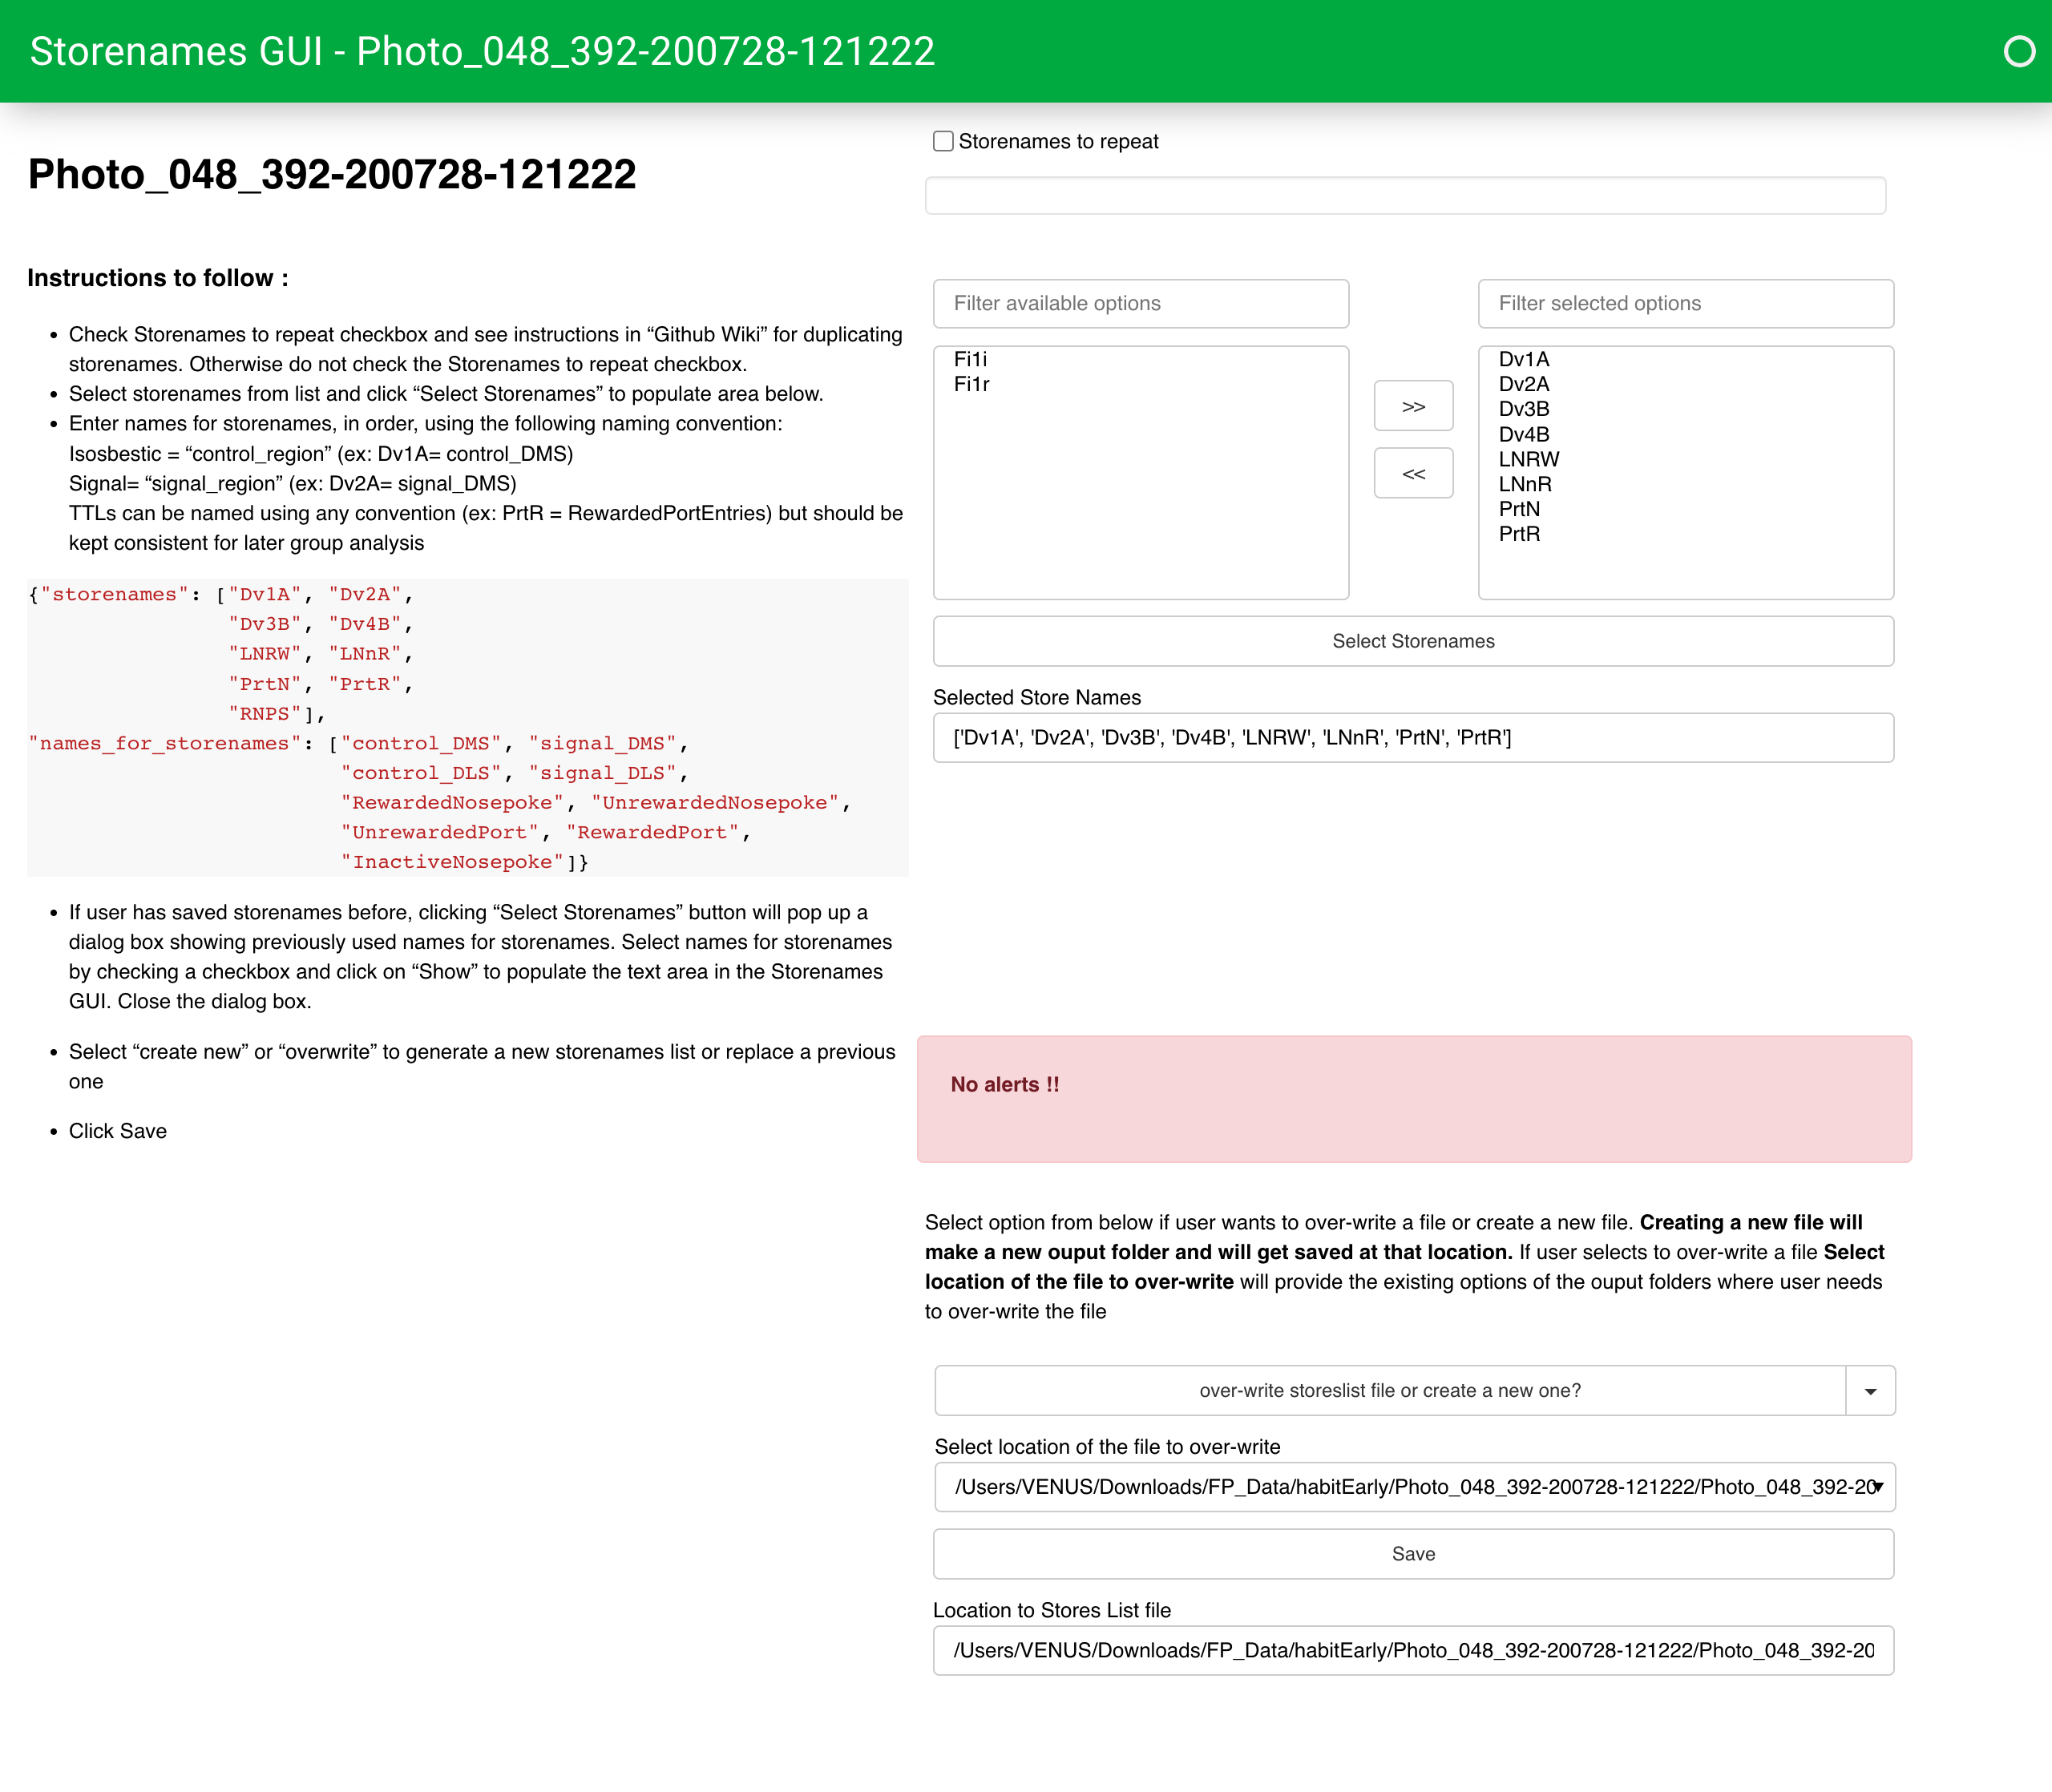 Storenames GUI - Photo_048_392-200728-121222
Photo_048_392-200728-121222
Instructions to follow :
Check Storenames to repeat checkbox and see instructions in “Github Wiki” for duplicating
storenames. Otherwise do not check the Storenames to repeat checkbox.
Select storenames from list and click “Select Storenames” to populate area below.
Enter names for storenames, in order, using the following naming convention:
Isosbestic = “control_region” (ex: Dv1A= control_DMS)
Signal= “signal_region” (ex: Dv2A= signal_DMS)
TTLs can be named using any convention (ex: PrtR = RewardedPortEntries) but should be
kept consistent for later group analysis
{"storenames": ["Dv1A", "Dv2A",
"Dv3B", "Dv4B",
"LNRW", "LNnR",
"PrtN", "PrtR",
"RNPS"],
"names_for_storenames": ["control_DMS", "signal_DMS",
"control_DLS", "signal_DLS",
"RewardedNosepoke", "UnrewardedNosepoke",
"UnrewardedPort", "RewardedPort",
"InactiveNosepoke"]}
If user has saved storenames before, clicking “Select Storenames” button will pop up a
dialog box showing previously used names for storenames. Select names for storenames
by checking a checkbox and click on “Show” to populate the text area in the Storenames
GUI. Close the dialog box.
Select “create new” or “overwrite” to generate a new storenames list or replace a previous
one
Click Save
Storenames to repeat
Filter available options
Fi1i
Fi1r
>>
<<
Filter selected options
Dv1A
Dv2A
Dv3B
Dv4B
LNRW
LNnR
PrtN
PrtR
Select Storenames
Selected Store Names
['Dv1A', 'Dv2A', 'Dv3B', 'Dv4B', 'LNRW', 'LNnR', 'PrtN', 'PrtR']
No alerts !!
Select option from below if user wants to over-write a file or create a new file. Creating a new file will
make a new ouput folder and will get saved at that location. If user selects to over-write a file Select
location of the file to over-write will provide the existing options of the ouput folders where user needs
to over-write the file
over-write storeslist file or create a new one?
Select location of the file to over-write
/Users/VENUS/Downloads/FP_Data/habitEarly/Photo_048_392-200728-121222/Photo_048_392-20
Save
Location to Stores List file
/Users/VENUS/Downloads/FP_Data/habitEarly/Photo_048_392-200728-121222/Photo_048_392-20